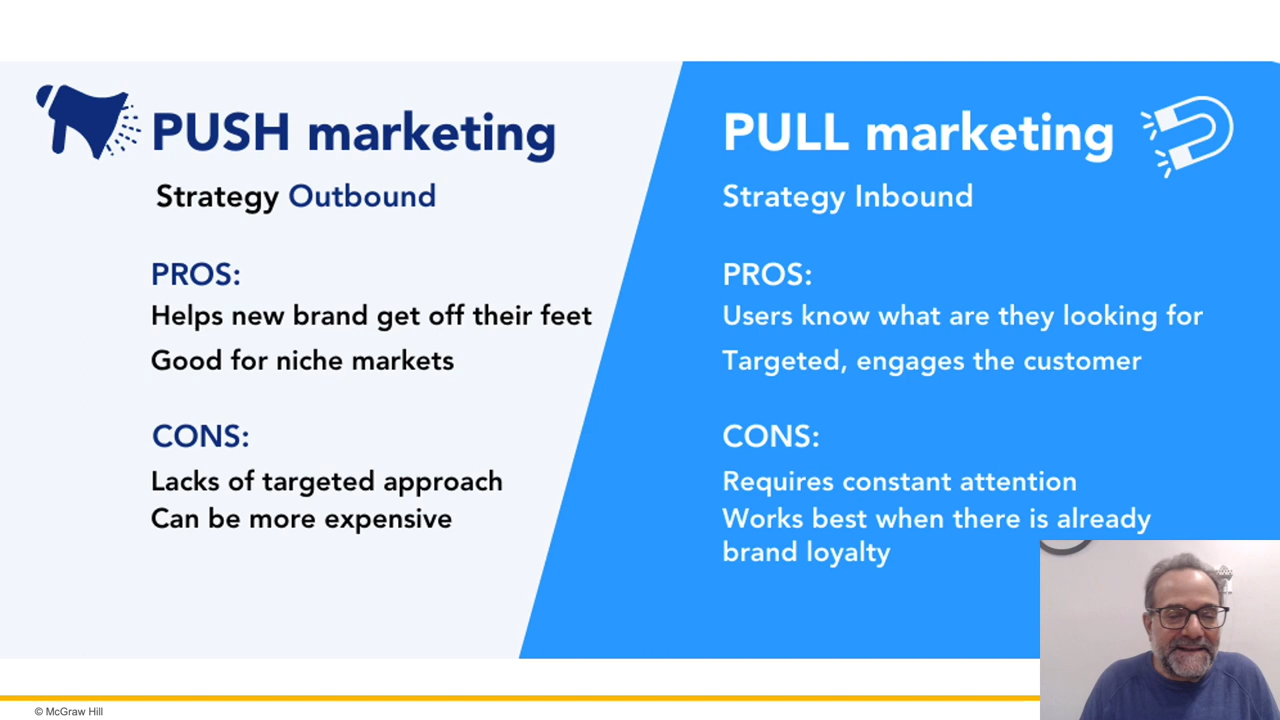 PUSH marketing
Strategy Outbound
PROS:
Helps new brand get off their feet
Good for niche markets
CONS:
Lacks of targeted approach
Can be more expensive
PULL marketing
Strategy Inbound
PROS:
Users know what are they looking for
Targeted, engages the customer
CONS:
Requires constant attention
Works best when there is already
brand loyalty
© McGraw Hill